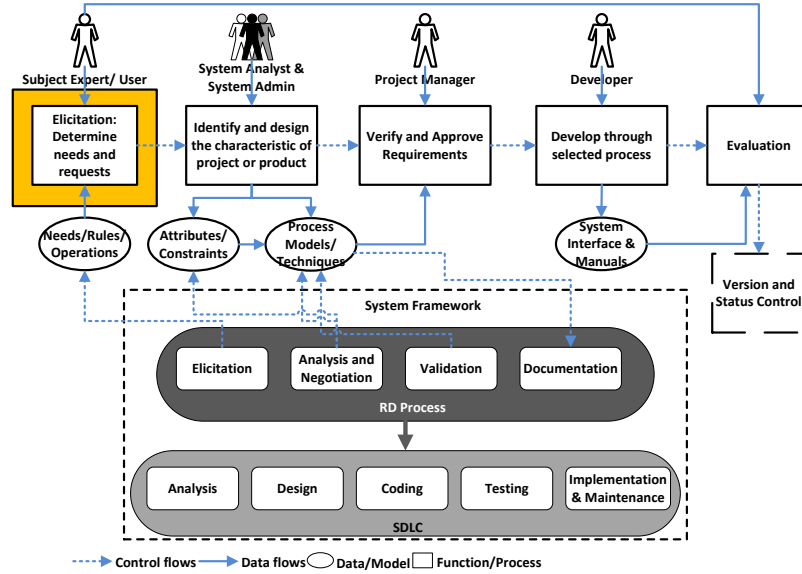 Subject Expert/ User
System Analyst &
System Admin
Project Manager
Developer
Elicitation:
Determine
needs and
requests
Identify and design
the characteristic of
project or product
Verify and Approve
Requirements
Develop through
selected process
Evaluation
Needs/Rules/
Operations
Attributes/
Constraints
Process
Models/
Techniques
System
Interface &
Manuals
Version and
Status Control
System Framework
Elicitation
Analysis and
Negotiation
Validation
Documentation
RD Process
Analysis
Design
Coding
Testing
Implementation
& Maintenance
SDLC
Control flows
Data flows
Data/Model
Function/Process